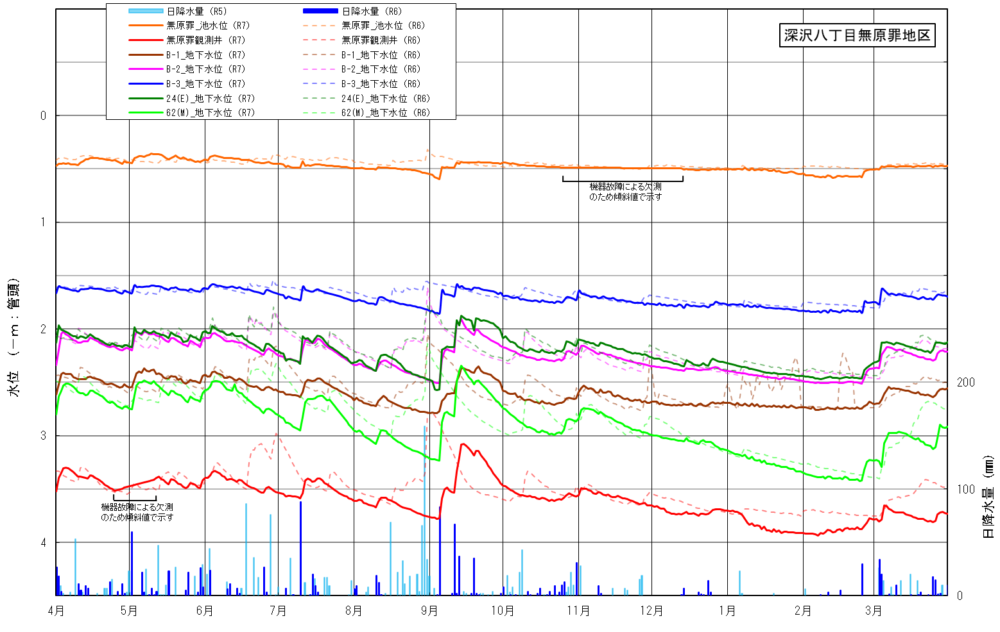 日降水量 (R5)
日降水量 (R6)
無原罪_池水位 (R7)
無原罪_池水位 (R6)
無原罪観測井 (R7)
無原罪観測井 (R6)
B-1_地下水位 (R7)
B-1_地下水位 (R6)
B-2_地下水位 (R7)
B-2_地下水位 (R6)
B-3_地下水位 (R7)
B-3_地下水位 (R6)
24(E)_地下水位 (R7)
24(E)_地下水位 (R6)
62(M)_地下水位 (R7)
62(M)_地下水位 (R6)
深沢八丁目無原罪地区
0
1
2
3
4
水位 (－ｍ：管頭)
機器故障による欠測
のため傾斜値で示す
機器故障による欠測
のため傾斜値で示す
200
100
0
日降水量 (㎜)
4月
5月
6月
7月
8月
9月
10月
11月
12月
1月
2月
3月